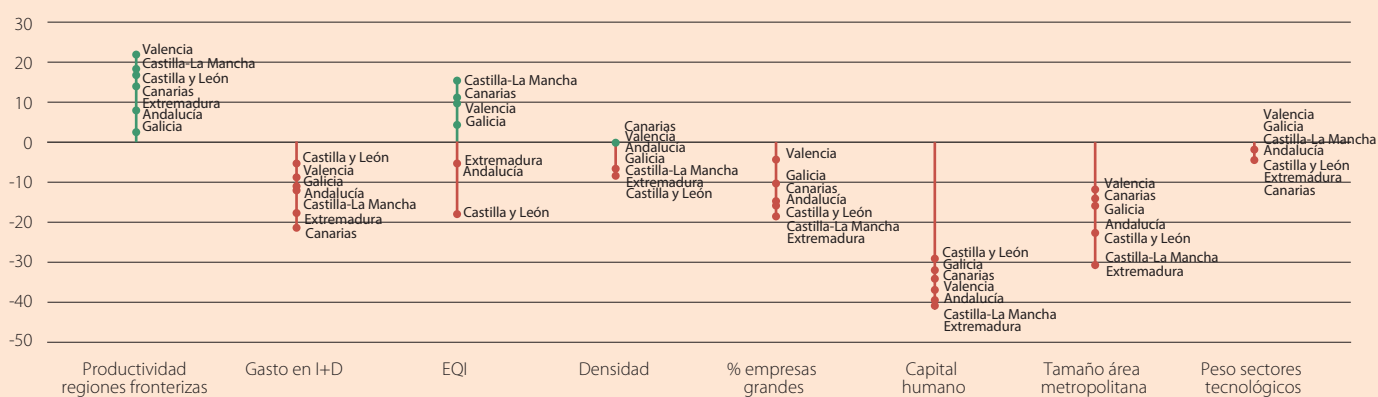 30
20
10
0
-10
-20
-30
-40
-50
Valencia
Castilla-La Mancha
Castilla y León
Canarias
Extremadura
Andalucía
Galicia
Castilla y León
Valencia
Galicia
Andalucía
Castilla-La Mancha
Extremadura
Canarias
Castilla-La Mancha
Canarias
Valencia
Galicia
Extremadura
Andalucía
Castilla y León
Canarias
Valencia
Andalucía
Galicia
Castilla-La Mancha
Extremadura
Castilla y León
Valencia
Galicia
Canarias
Andalucía
Castilla y León
Castilla-La Mancha
Extremadura
Castilla y León
Galicia
Canarias
Valencia
Andalucía
Castilla-La Mancha
Extremadura
Valencia
Canarias
Galicia
Andalucía
Castilla y León
Castilla-La Mancha
Extremadura
Valencia
Galicia
Castilla-La Mancha
Andalucía
Castilla y León
Extremadura
Canarias
Productividad
regiones fronterizas
Gasto en I+D
EQI
Densidad
% empresas
grandes
Capital
humano
Tamaño área
metropolitana
Peso sectores
tecnológicos